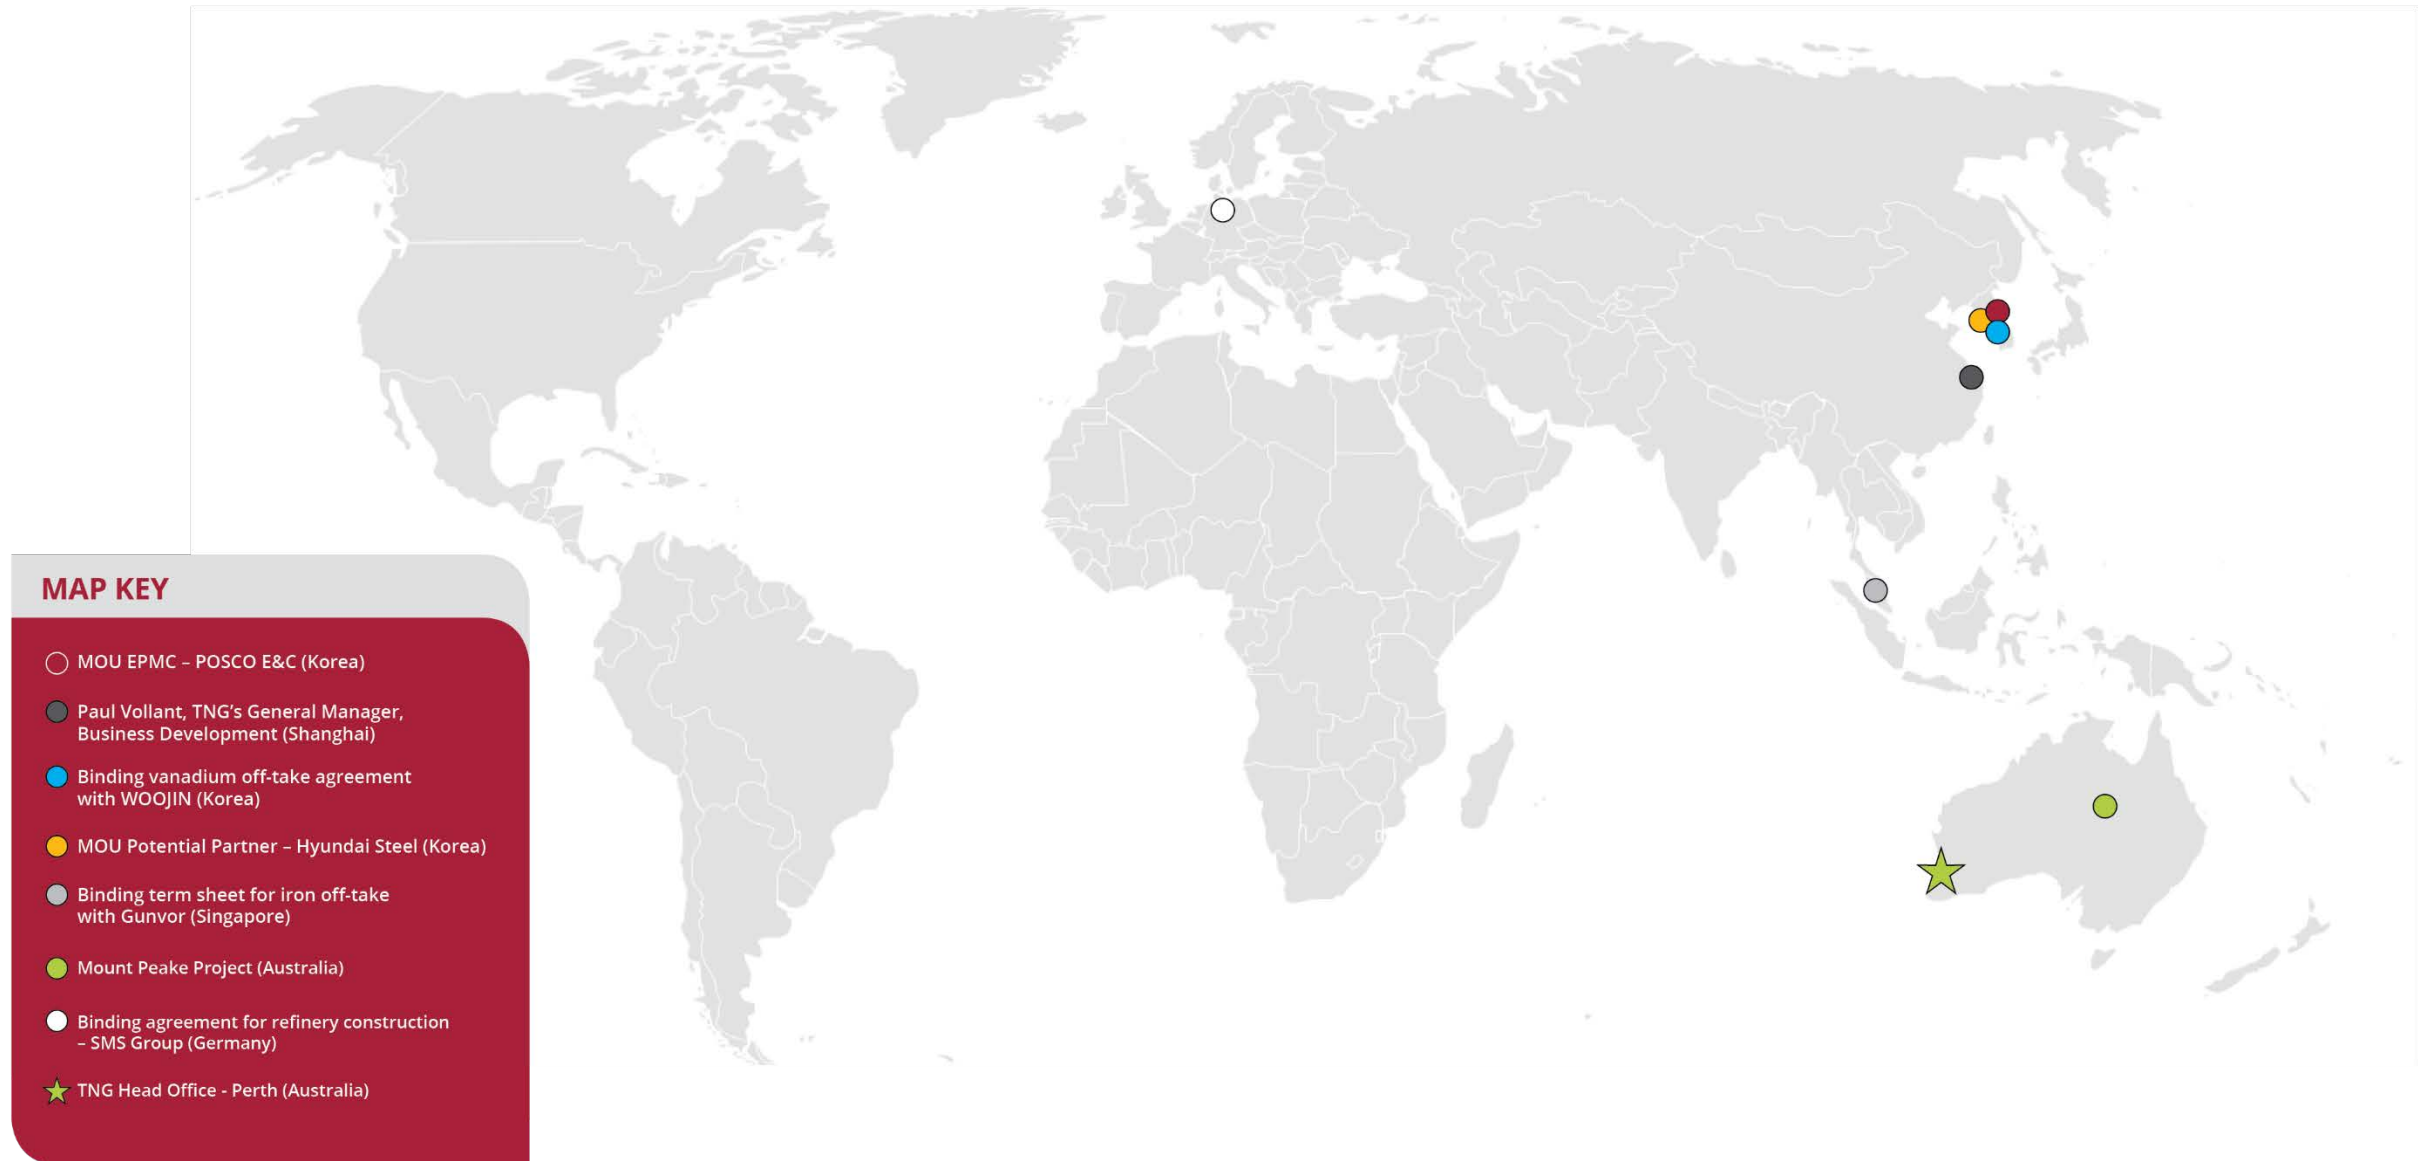 MAP KEY
MOU EPMC – POSCO E&C (Korea)
Paul Vollant, TNG’s General Manager,
Business Development (Shanghai)
Binding vanadium off-take agreement
with WOOJIN (Korea)
MOU Potential Partner – Hyundai Steel (Korea)
Binding term sheet for iron off-take
with Gunvor (Singapore)
Mount Peake Project (Australia)
Binding agreement for refinery construction
– SMS Group (Germany)
TNG Head Office - Perth (Australia)